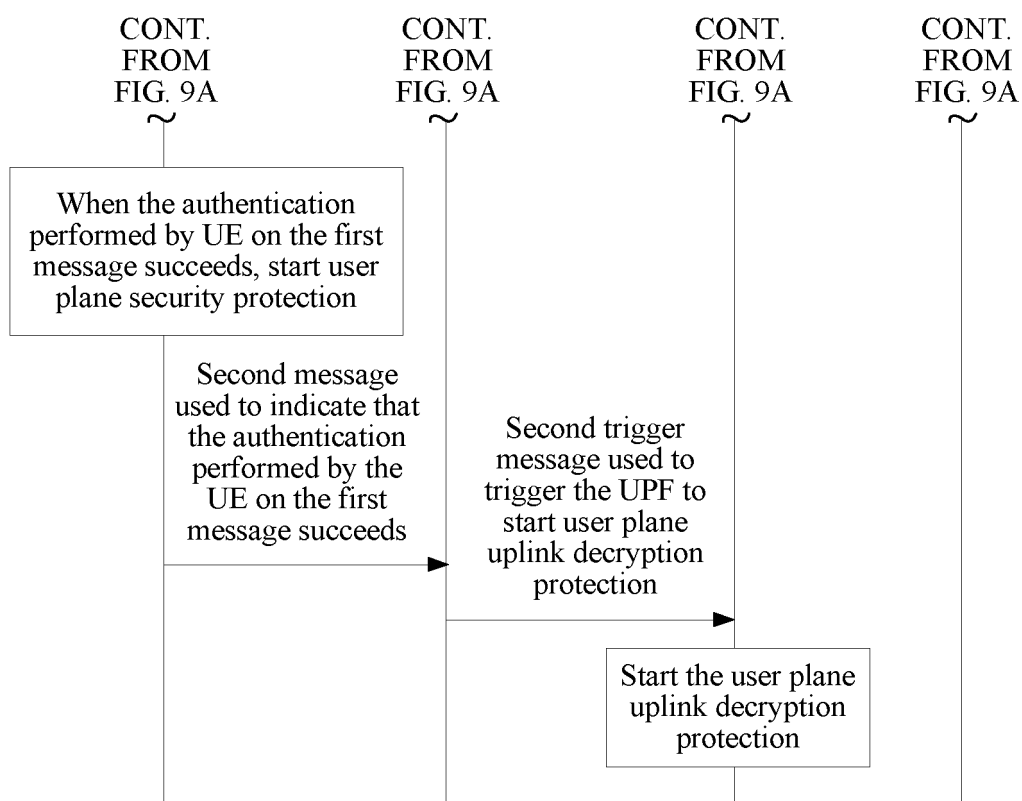 CONT.
FROM
FIG. 9A
CONT.
FROM
FIG. 9A
CONT.
FROM
FIG. 9A
CONT.
FROM
FIG. 9A
When the authentication
performed by UE on the first
message succeeds, start user
plane security protection
Second message
used to indicate that
the authentication
performed by the
UE on the first
message succeeds
Second trigger
message used to
trigger the UPF to
start user plane
uplink decryption
protection
Start the user plane
uplink decryption
protection